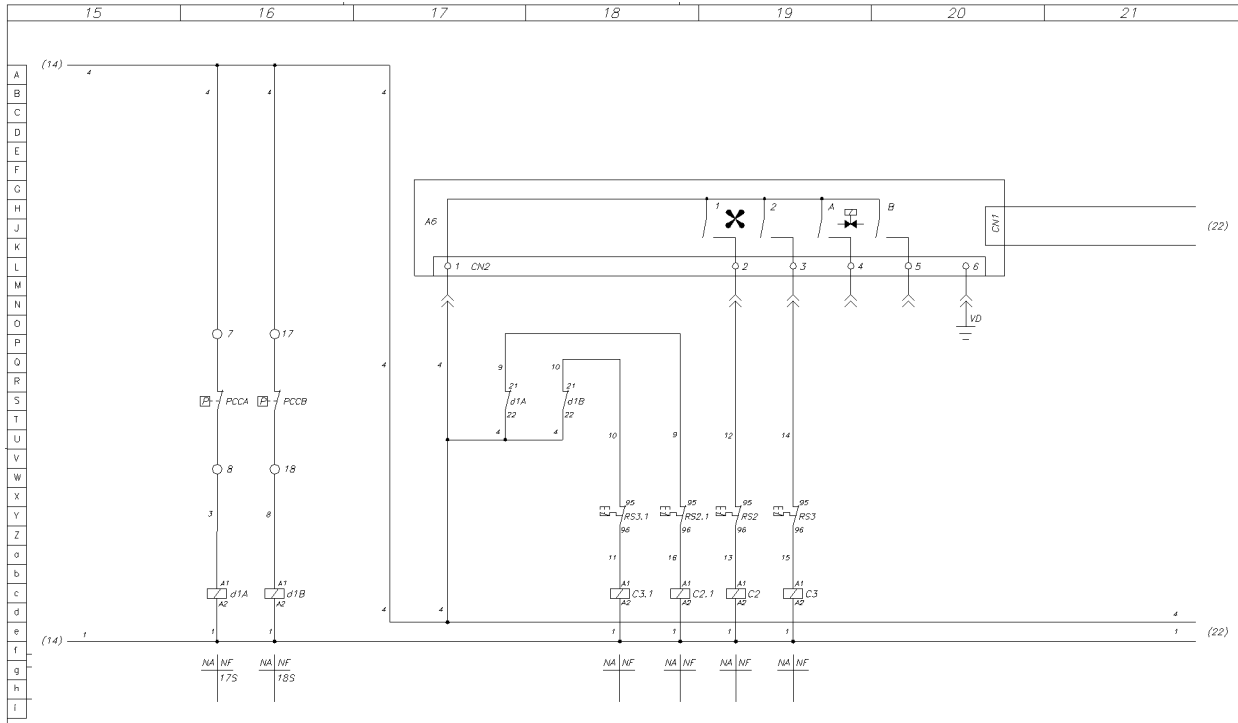 15 16 17 18 19 20 21
(14) 4
A
B
C
D
E
F
G
H
J
K
L
M
N
O
P
Q
R
S
T
U
V
W
X
Y
Z
a
b
c
d
e
f
g
h
i
4 4 4
1 2 A B
A6
CN1
(22)
1 CN2 2 3 4 5 6
VD
7 17
4 4 9 10
P PCCA P PCCB
21 21
d1A d1B
22 22
4 4
10 9 12 14
8 18
3 8
95 95 95 95
RS3.1 RS2.1 RS2 RS3
96 96 96 96
11 16 13 15
A1 A1 A1 A1 A1 A1
d1A d1B C3.1 C2.1 C2 C3
A2 A2 A2 A2 A2 A2
4 4 4
(14) 1 1 1 1 1 1 1 1 (22)
NA NF NA NF NA NF NA NF NA NF NA NF
17S 18S